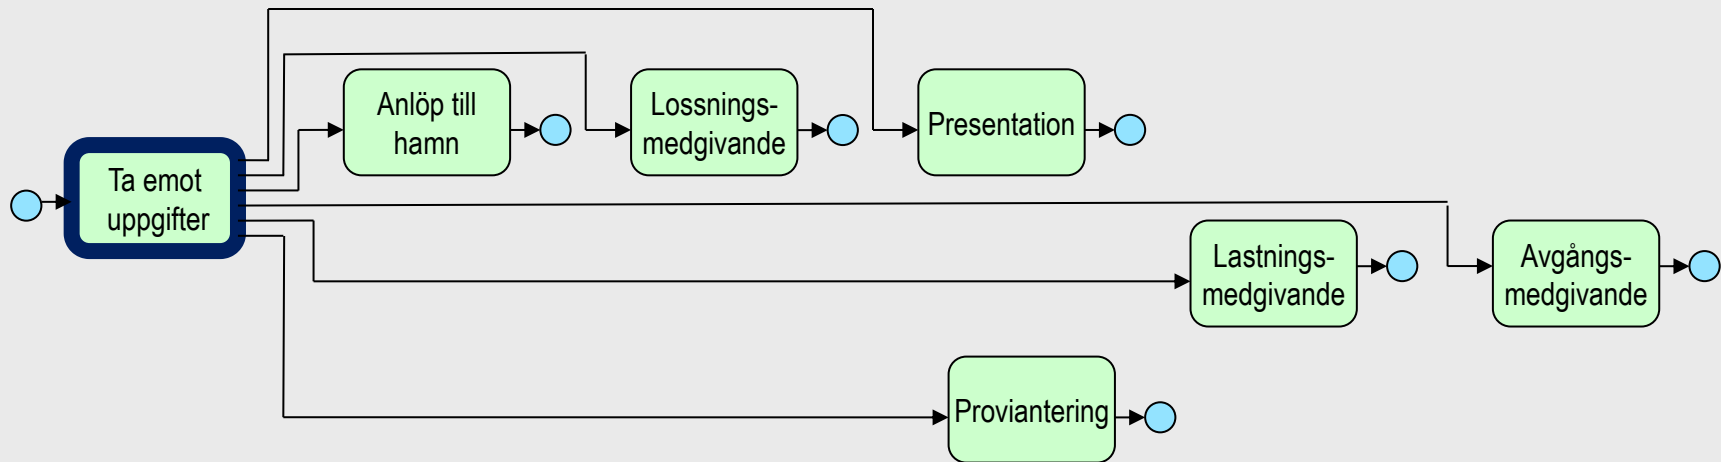 Anlöp till
hamn
Lossnings-
medgivande
Presentation
Ta emot
uppgifter
Lastnings-
medgivande
Avgångs-
medgivande
Proviantering